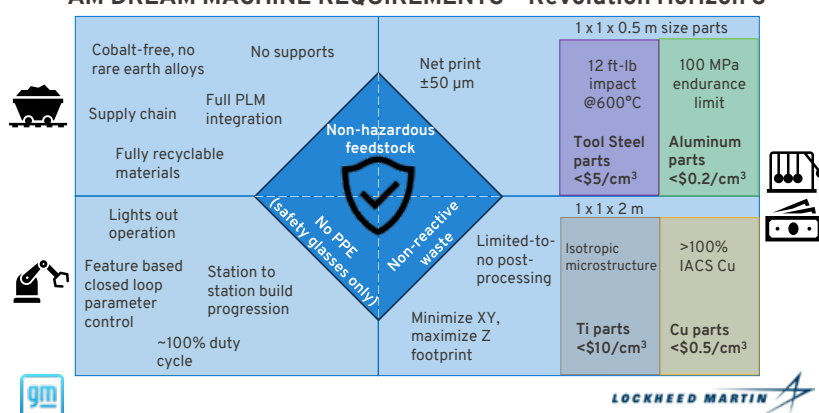 AM DREAM MACHINE REQUIREMENTS – Revolution Horizon 3
1 x 1 x 0.5 m size parts
Cobalt-free, no
rare earth alloys
No supports
Supply chain
Full PLM
integration
Fully recyclable
materials
Net print
±50 µm
12 ft-lb
impact
@600°C
Tool Steel
parts
<$5/cm³
100 MPa
endurance
limit
Aluminum
parts
<$0.2/cm³
Non-hazardous
feedstock
No PPE
(safety glasses only)
Non-reactive
waste
Lights out
operation
Feature based
closed loop
parameter
control
Station to
station build
progression
~100% duty
cycle
Limited-to-
no post-
processing
Minimize XY,
maximize Z
footprint
1 x 1 x 2 m
Isotropic
microstructure
Ti parts
<$10/cm³
>100%
IACS Cu
Cu parts
<$0.5/cm³
gm
LOCKHEED MARTIN